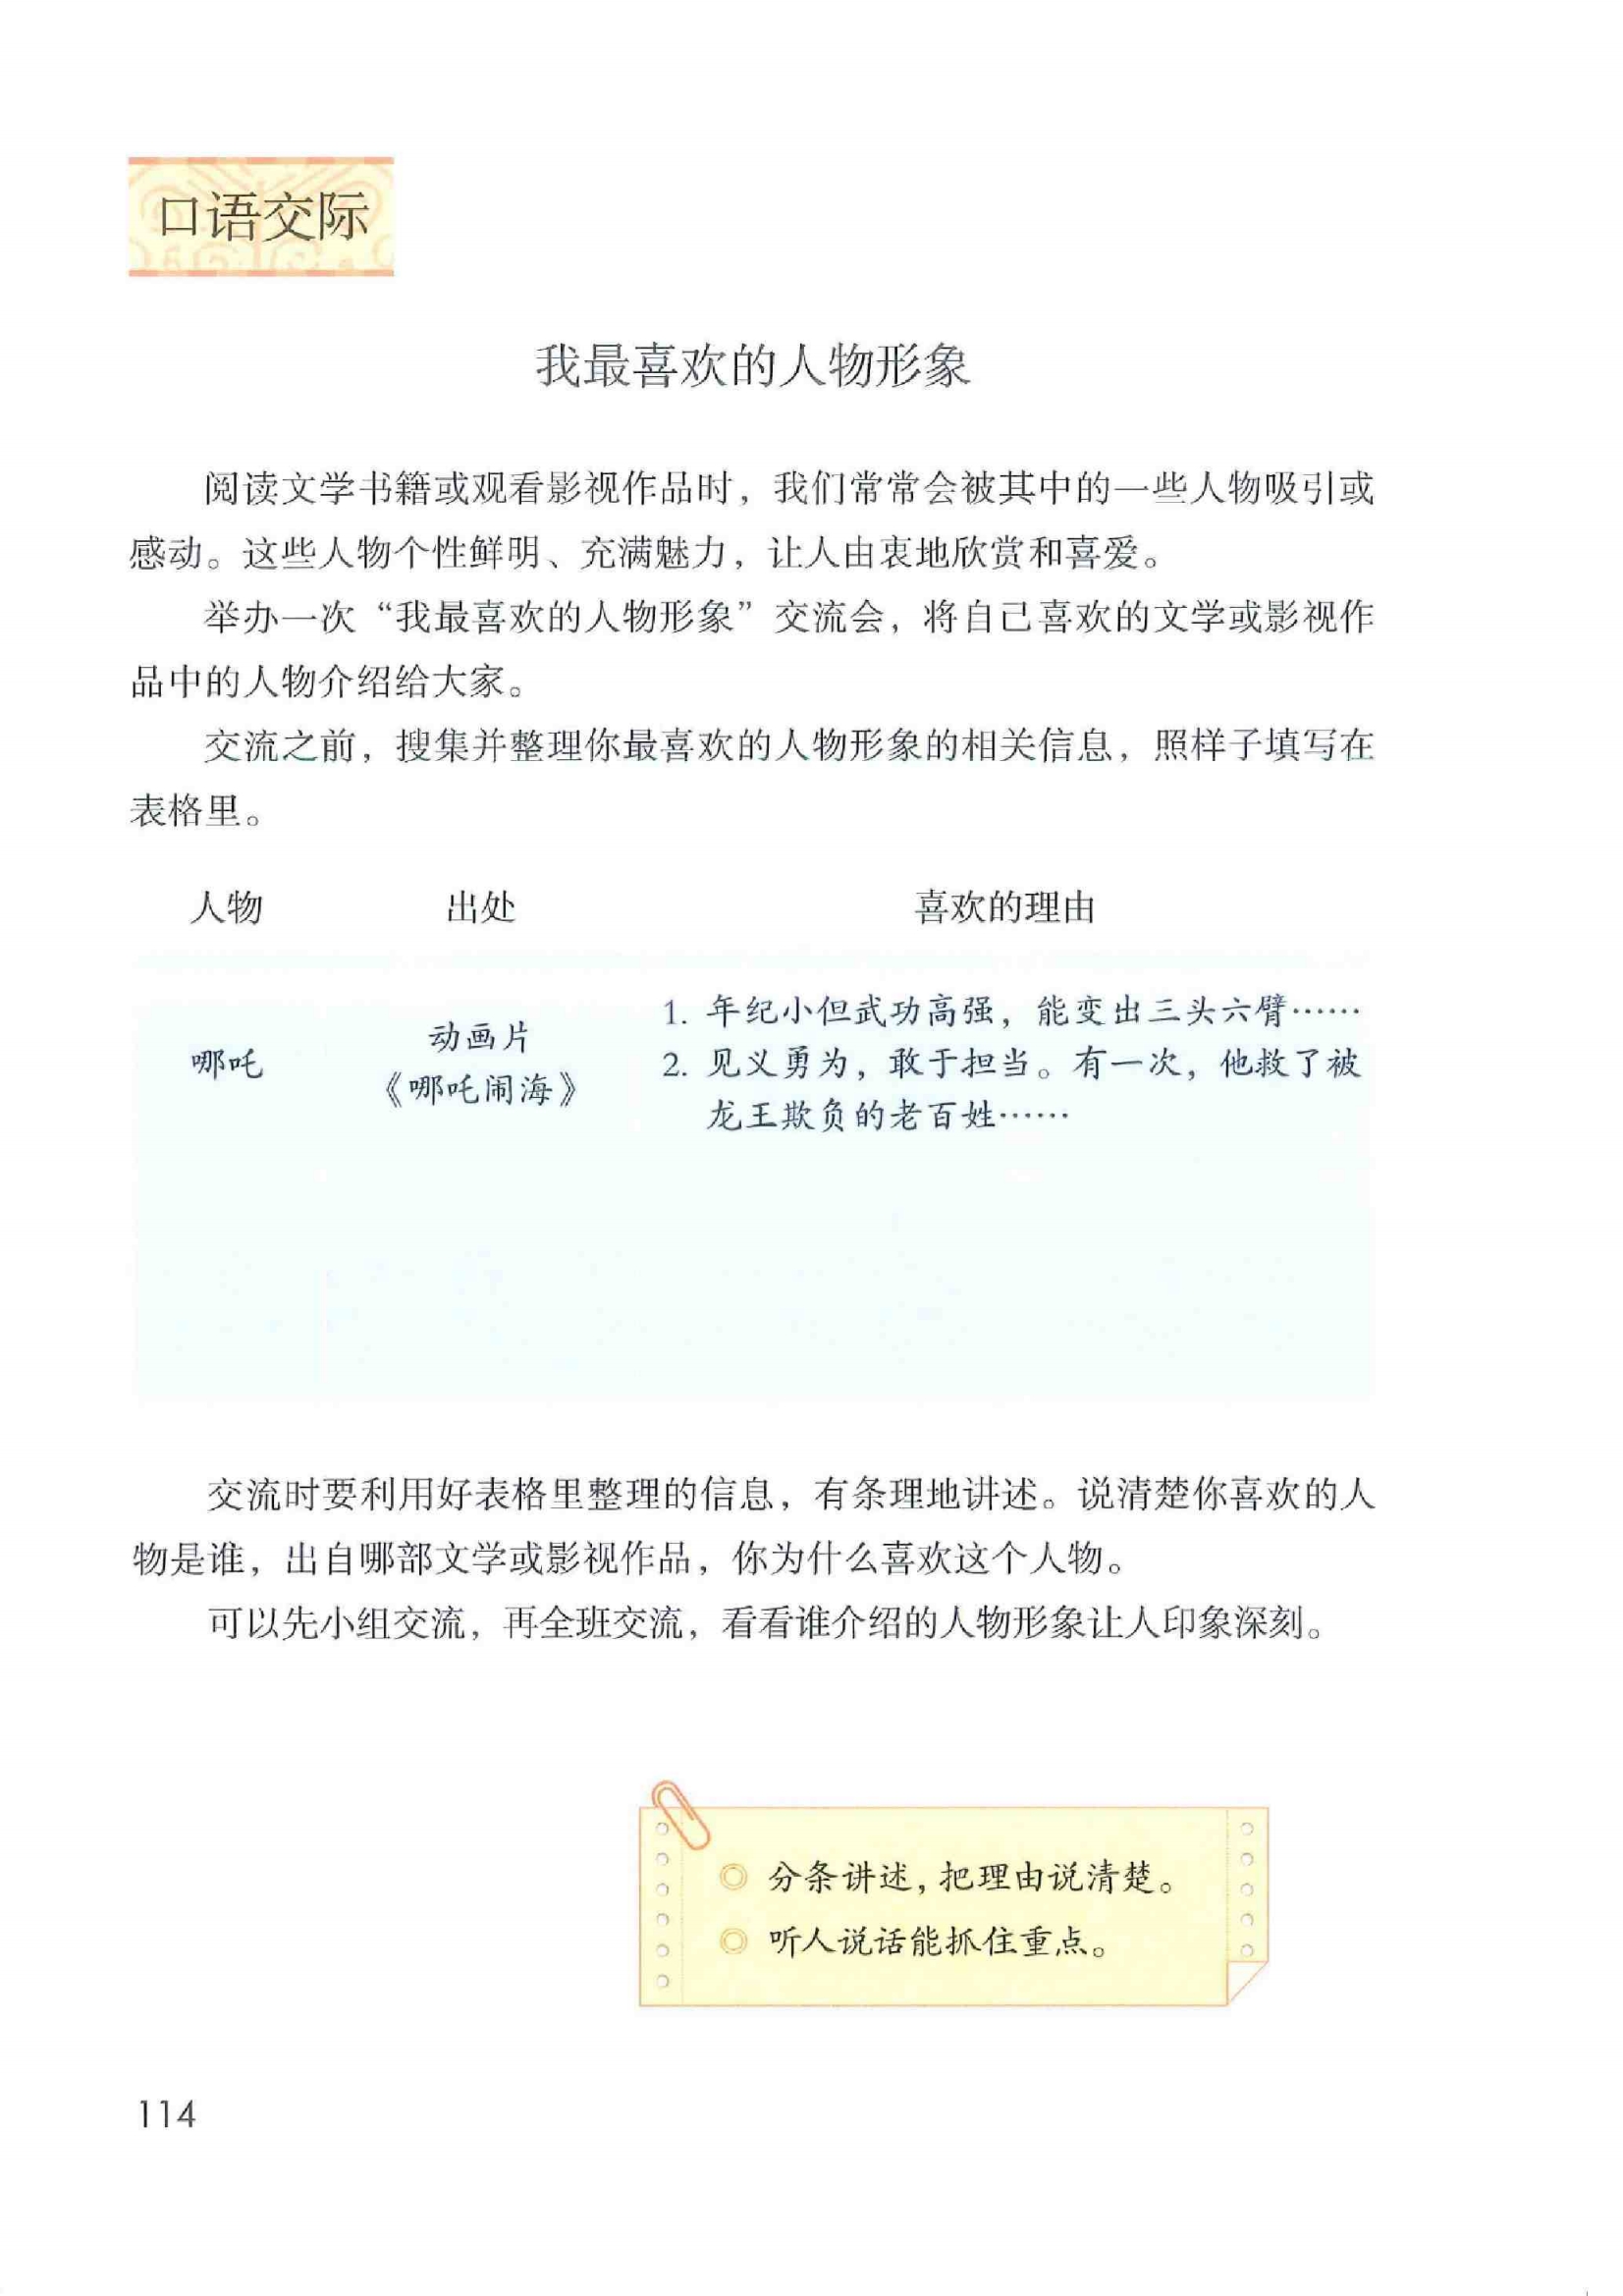 口语交际
我最喜欢的人物形象
阅读文学书籍或观看影视作品时，我们常常会被其中的一些人物吸引或
感动。这些人物个性鲜明、充满魅力，让人由衷地欣赏和喜爱。
举办一次“我最喜欢的人物形象”交流会，将自己喜欢的文学或影视作
品中的人物介绍给大家。
交流之前，搜集并整理你最喜欢的人物形象的相关信息，照样子填写在
表格里。
人物 出处 喜欢的理由
哪吒
动画片
《哪吒闹海》
1. 年纪小但武功高强，能变出三头六臂……
2. 见义勇为，敢于担当。有一次，他救了被
龙王欺负的老百姓……
交流时要利用好表格里整理的信息，有条理地讲述。说清楚你喜欢的人
物是谁，出自哪部文学或影视作品，你为什么喜欢这个人物。
可以先小组交流，再全班交流，看看谁介绍的人物形象让人印象深刻。
◎ 分条讲述，把理由说清楚。
◎ 听人说话能抓住重点。
114